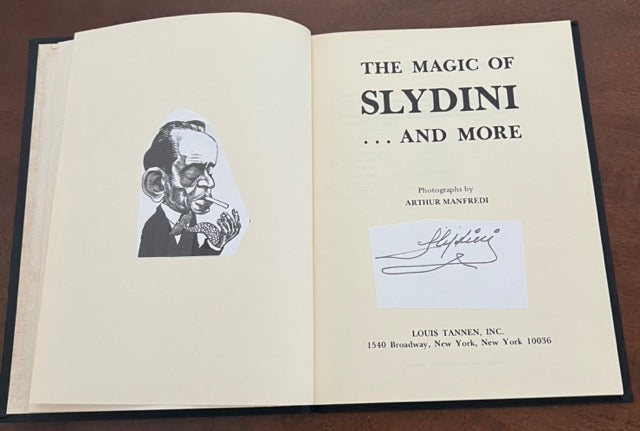 THE MAGIC OF
SLYDINI
... AND MORE
Photographs by
ARTHUR MANFREDI
Slydini
LOUIS TANNEN, INC.
1540 Broadway, New York, New York 10036